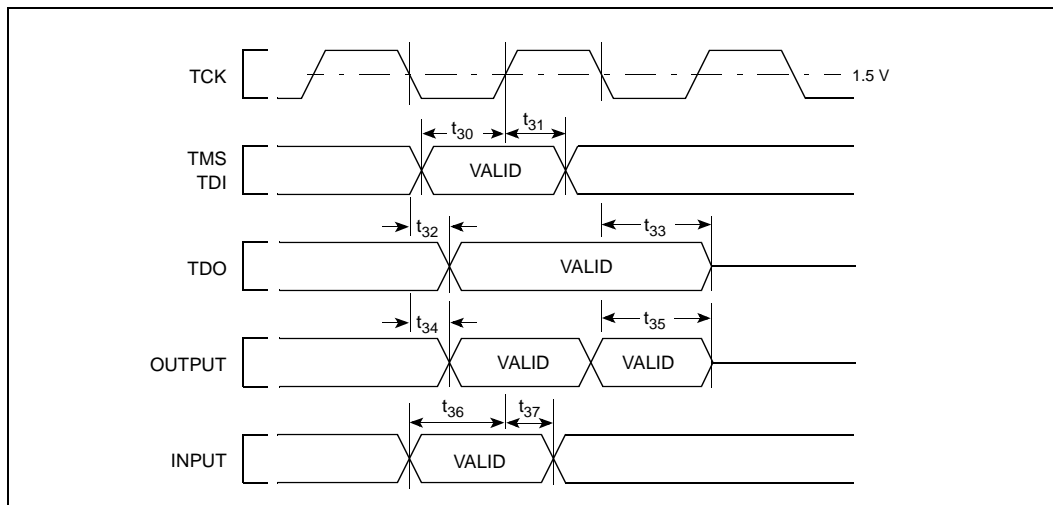 TCK
1.5 V
t30
t31
TMS
TDI
VALID
t32
t33
TDO
VALID
t34
t35
OUTPUT
VALID
VALID
t36
t37
INPUT
VALID